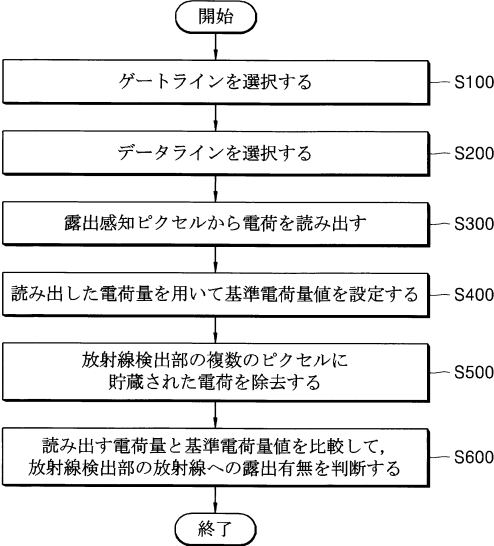 開始
ゲートラインを選択する
S100
データラインを選択する
S200
露出感知ピクセルから電荷を読み出す
S300
読み出した電荷量を用いて基準電荷量値を設定する
S400
放射線検出部の複数のピクセルに
貯蔵された電荷を除去する
S500
読み出す電荷量と基準電荷量値を比較して,
放射線検出部の放射線への露出有無を判断する
S600
終了